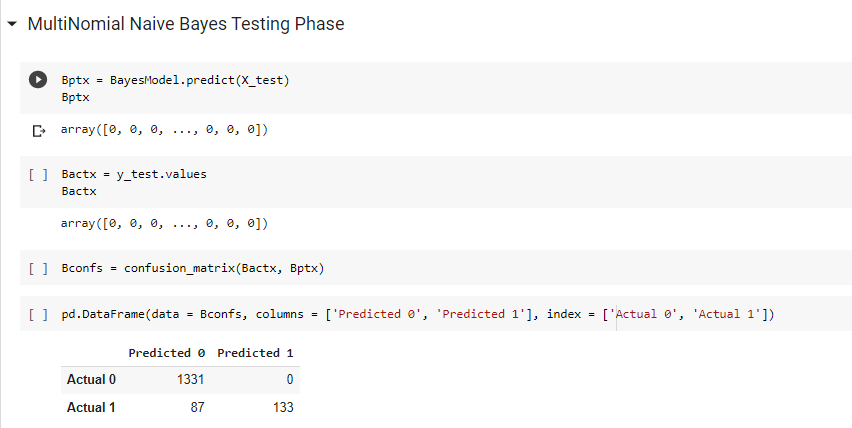 MultiNomial Naive Bayes Testing Phase
Bptx = BayesModel.predict(X_test)
Bptx
array([0, 0, 0, ..., 0, 0, 0])
[ ] Bactx = y_test.values
Bactx
array([0, 0, 0, ..., 0, 0, 0])
[ ] Bconfs = confusion_matrix(Bactx, Bptx)
[ ] pd.DataFrame(data = Bconfs, columns = ['Predicted 0', 'Predicted 1'], index = ['Actual 0', 'Actual 1'])
Predicted 0 Predicted 1
Actual 0 1331 0
Actual 1 87 133